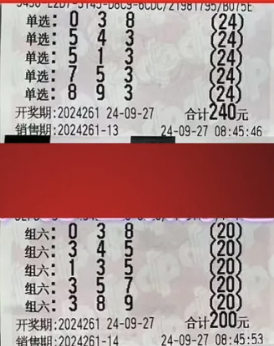 单选: 0 3 8 (24)
单选: 5 4 3 (24)
单选: 5 1 3 (24)
单选: 7 5 3 (24)
单选: 8 9 3 (24)
开奖期:2024261 24-09-27 合计240元
销售期:2024261-13 24-09-27 08:45:46
组六: 0 3 8 (20)
组六: 3 4 5 (20)
组六: 1 3 5 (20)
组六: 3 5 7 (20)
组六: 3 8 9 (20)
开奖期:2024261 24-09-27 合计200元
销售期:2024261-14 24-09-27 08:45:53